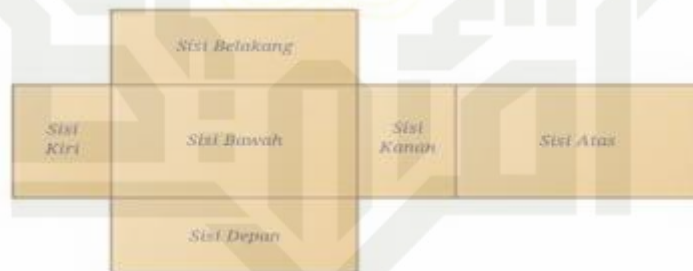 Sisi Belakang
Sisi
Kiri
Sisi Bawah
Sisi
Kanan
Sisi Atas
Sisi Depan